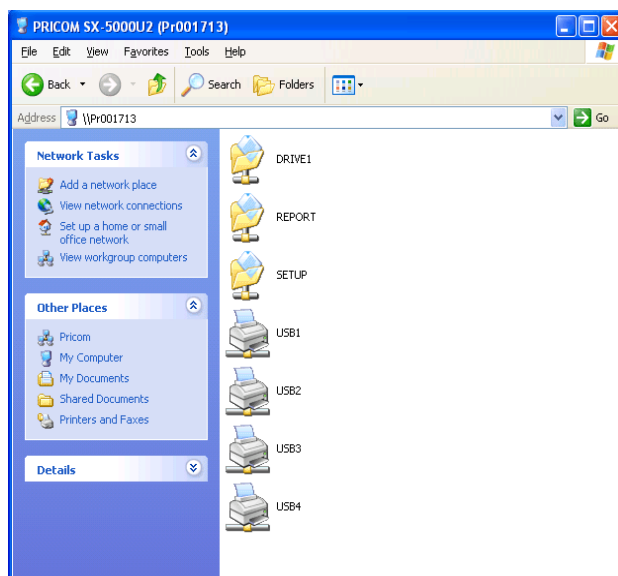 PRICOM SX-5000U2 (Pr001713)
File Edit View Favorites Tools Help
Back Search Folders
Address \\Pr001713 Go
Network Tasks
Add a network place
View network connections
Set up a home or small
office network
View workgroup computers
Other Places
Pricom
My Computer
My Documents
Shared Documents
Printers and Faxes
Details
DRIVE1
REPORT
SETUP
USB1
USB2
USB3
USB4